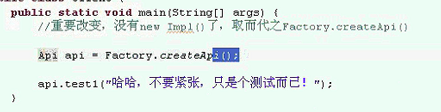 public static void main(String[] args) {
//重要改变，没有new Impl()了，取而代之Factory.createApi()
Api api = Factory.createApi();
api.test1("哈哈，不要紧张，只是个测试而已！");
}